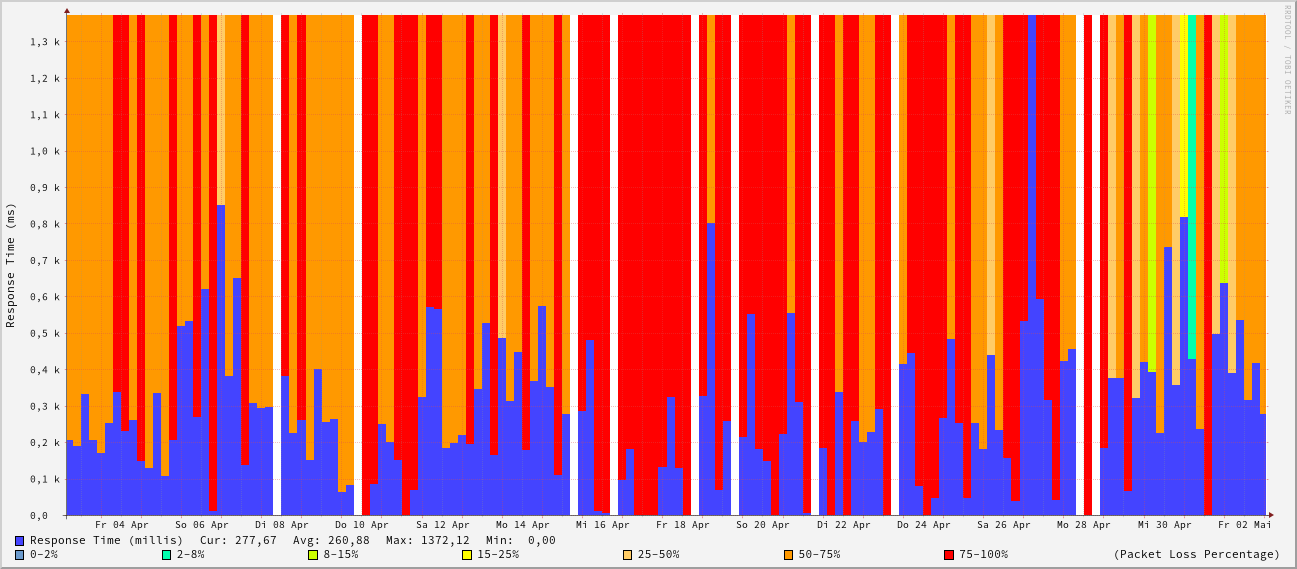 RRDTOOL / TOBI OETIKER
Response Time (ms)
1,3 k
1,2 k
1,1 k
1,0 k
0,9 k
0,8 k
0,7 k
0,6 k
0,5 k
0,4 k
0,3 k
0,2 k
0,1 k
0,0
Fr 04 Apr So 06 Apr Di 08 Apr Do 10 Apr Sa 12 Apr Mo 14 Apr Mi 16 Apr Fr 18 Apr So 20 Apr Di 22 Apr Do 24 Apr Sa 26 Apr Mo 28 Apr Mi 30 Apr Fr 02 Mai
Response Time (millis) Cur: 277,67 Avg: 260,88 Max: 1372,12 Min: 0,00
0-2% 2-8% 8-15% 15-25% 25-50% 50-75% 75-100% (Packet Loss Percentage)